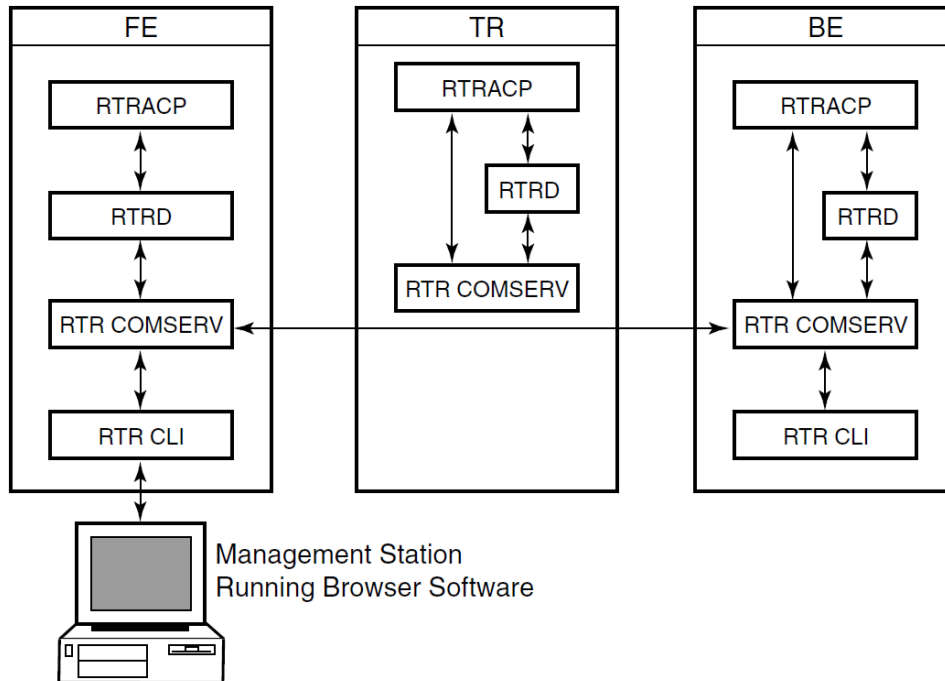 FE
RTRACP
RTRD
RTR COMSERV
RTR CLI
TR
RTRACP
RTRD
RTR COMSERV
BE
RTRACP
RTRD
RTR COMSERV
RTR CLI
Management Station
Running Browser Software